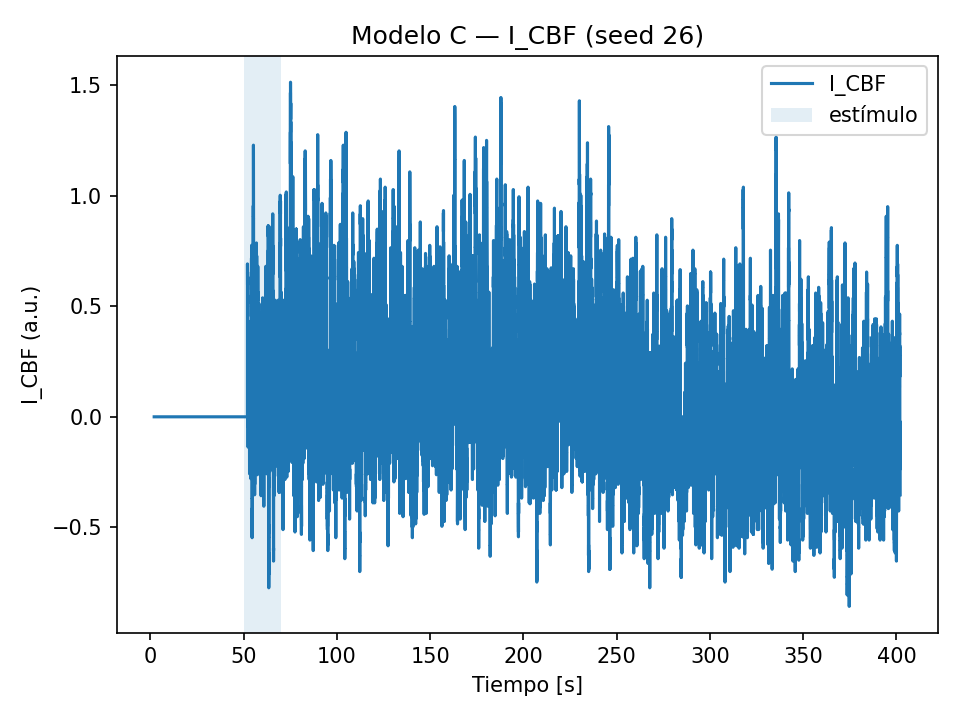 Modelo C — I_CBF (seed 26)
I_CBF
estímulo
I_CBF (a.u.)
1.5
1.0
0.5
0.0
−0.5
0 50 100 150 200 250 300 350 400
Tiempo [s]